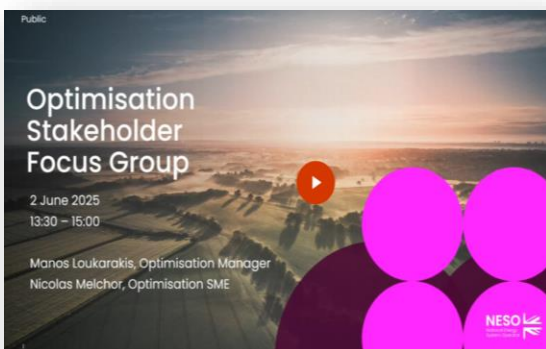 Public
Optimisation
Stakeholder
Focus Group
2 June 2025
13:30 – 15:00
Manos Loukarakis, Optimisation Manager
Nicolas Melchor, Optimisation SME
NESO